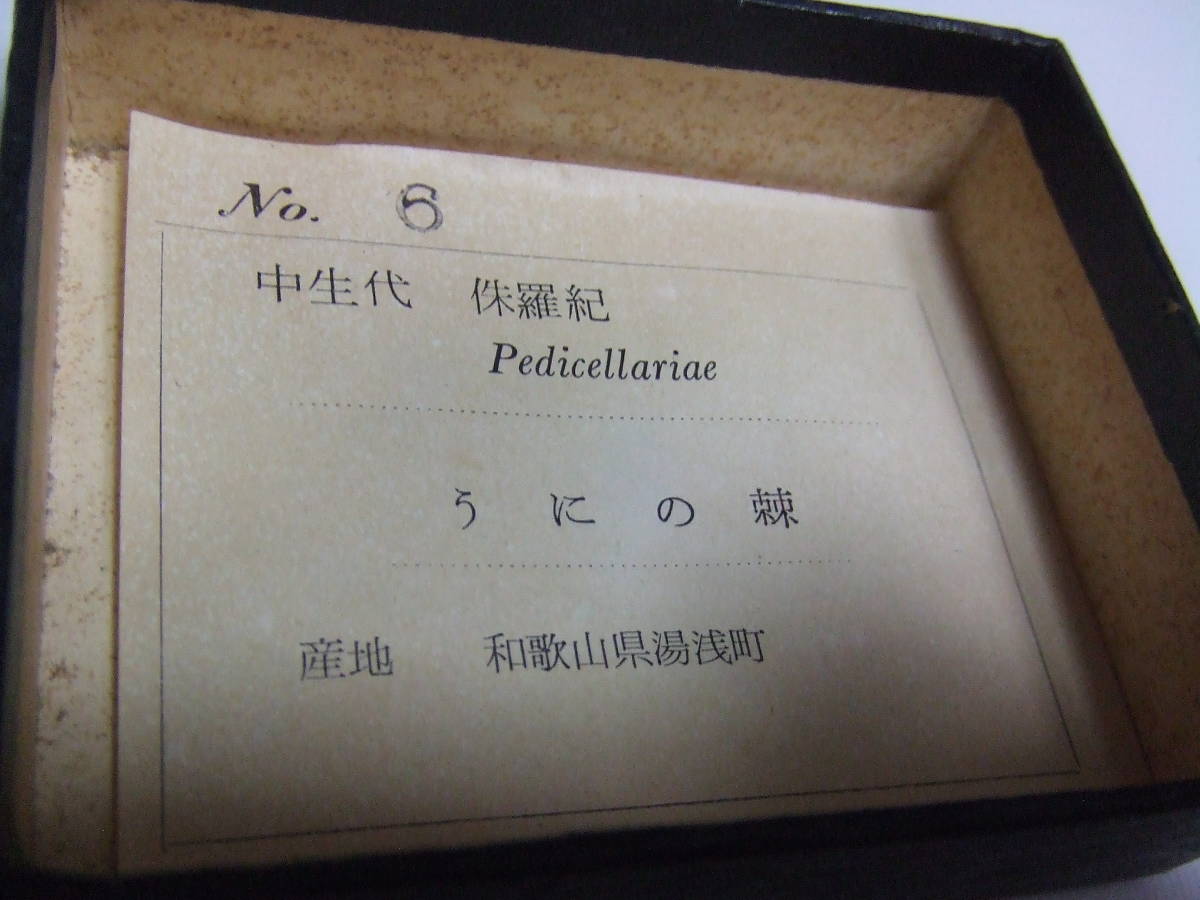 No. 6
中生代 侏羅紀
Pedicellariae
うにの棘
産地 和歌山県湯浅町